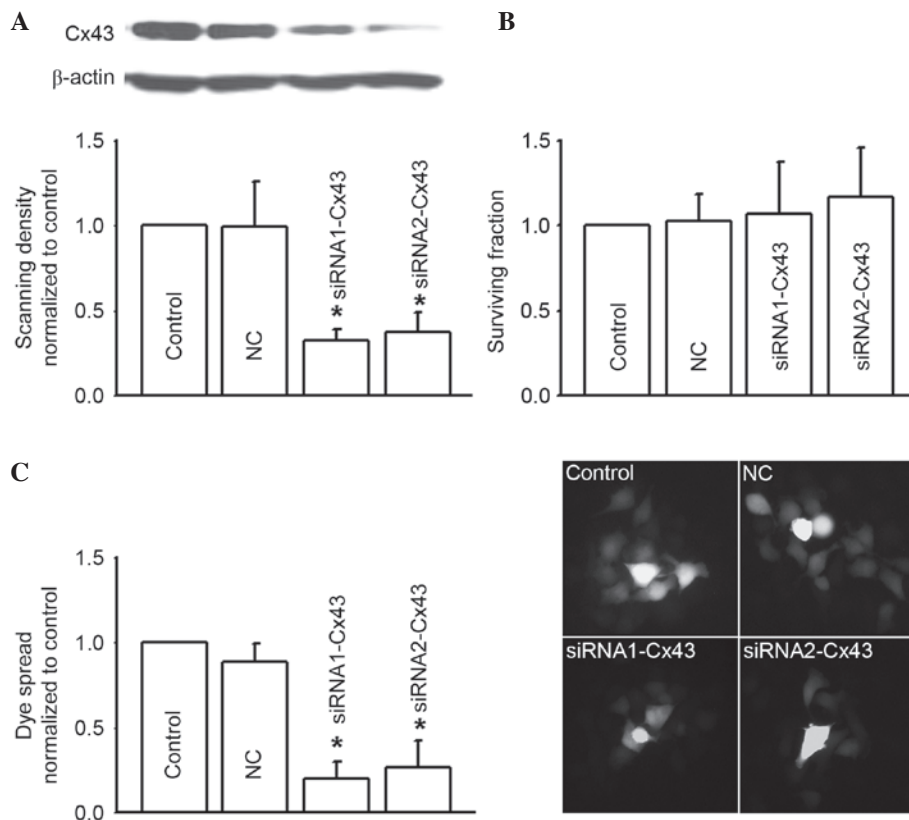 A
Cx43
β-actin
Scanning density
normalized to control
1.5
1.0
0.5
0.0
Control
NC
* siRNA1-Cx43
* siRNA2-Cx43
B
Surviving fraction
1.5
1.0
0.5
0.0
Control
NC
siRNA1-Cx43
siRNA2-Cx43
C
Dye spread
normalized to control
1.5
1.0
0.5
0.0
Control
NC
* siRNA1-Cx43
* siRNA2-Cx43
Control
NC
siRNA1-Cx43
siRNA2-Cx43